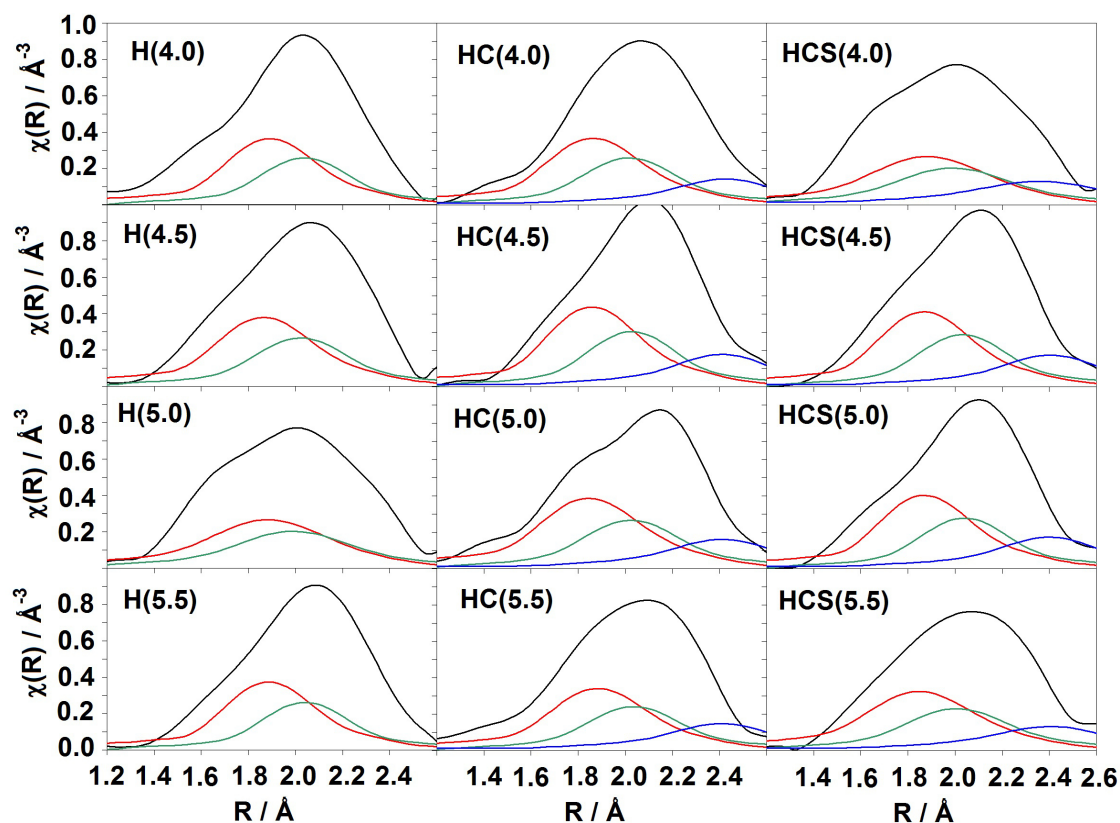 H(4.0) HC(4.0) HCS(4.0)
χ(R) / Å⁻³
1.0
0.8
0.6
0.4
0.2
H(4.5) HC(4.5) HCS(4.5)
χ(R) / Å⁻³
0.8
0.6
0.4
0.2
H(5.0) HC(5.0) HCS(5.0)
χ(R) / Å⁻³
0.8
0.6
0.4
0.2
H(5.5) HC(5.5) HCS(5.5)
χ(R) / Å⁻³
0.8
0.6
0.4
0.2
0.0
1.2 1.4 1.6 1.8 2.0 2.2 2.4 1.4 1.6 1.8 2.0 2.2 2.4 1.4 1.6 1.8 2.0 2.2 2.4 2.6
R / Å R / Å R / Å